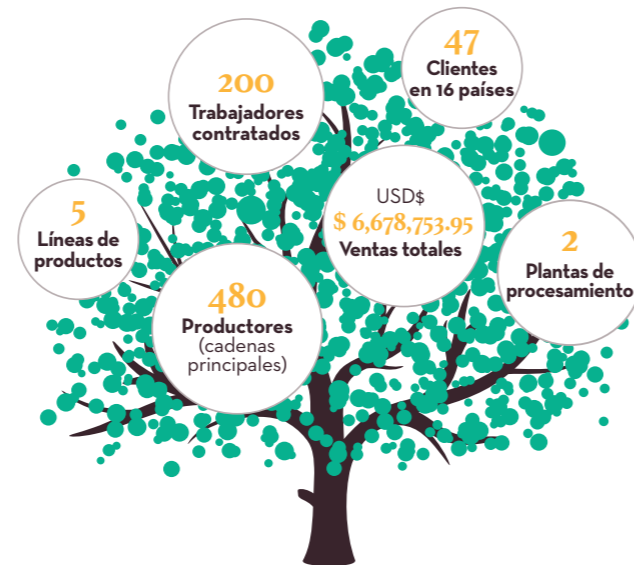 47
Clientes
en 16 países
200
Trabajadores
contratados
USD$
$ 6,678,753.95
Ventas totales
5
Líneas de
productos
2
Plantas de
procesamiento
480
Productores
(cadenas
principales)